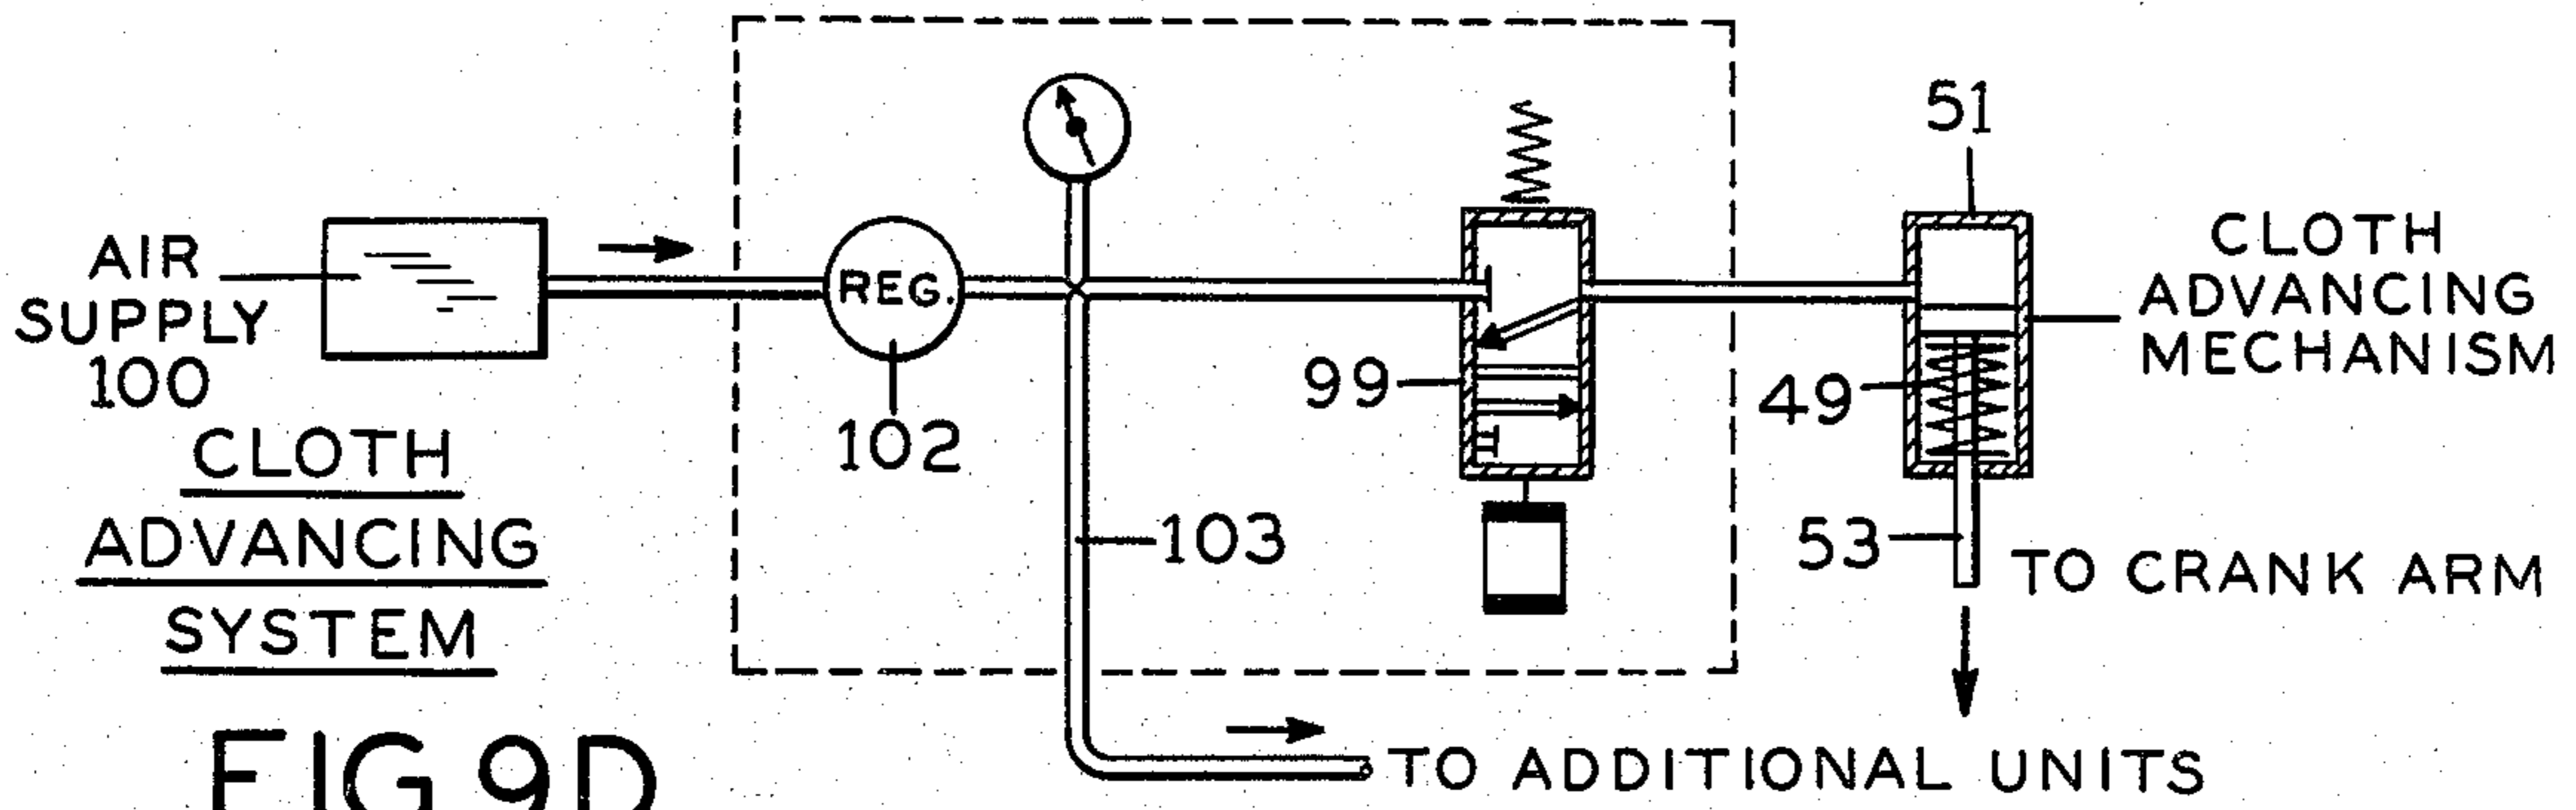 AIR
SUPPLY
100
CLOTH
ADVANCING
SYSTEM
FIG 9D
REG.
102
103
99
51
49
53
CLOTH
ADVANCING
MECHANISM
TO CRANK ARM
TO ADDITIONAL UNITS